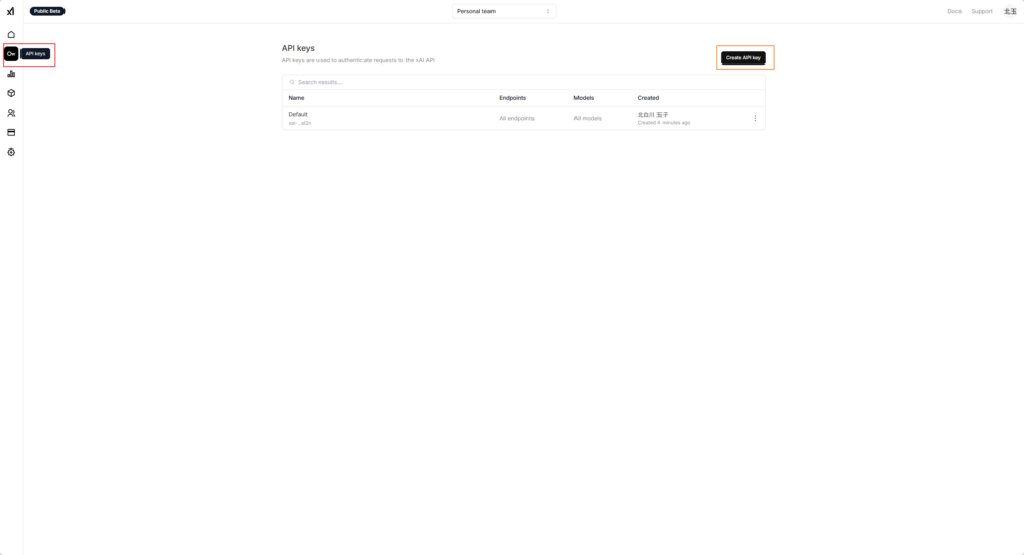 xI
Public Beta
Personal team
Docs
Support
北玉
API keys
API keys
API keys are used to authenticate requests to the xAI API
Create API key
Search results...
Name
Endpoints
Models
Created
Default
All endpoints
All models
北白川 玉子
Created 4 minutes ago